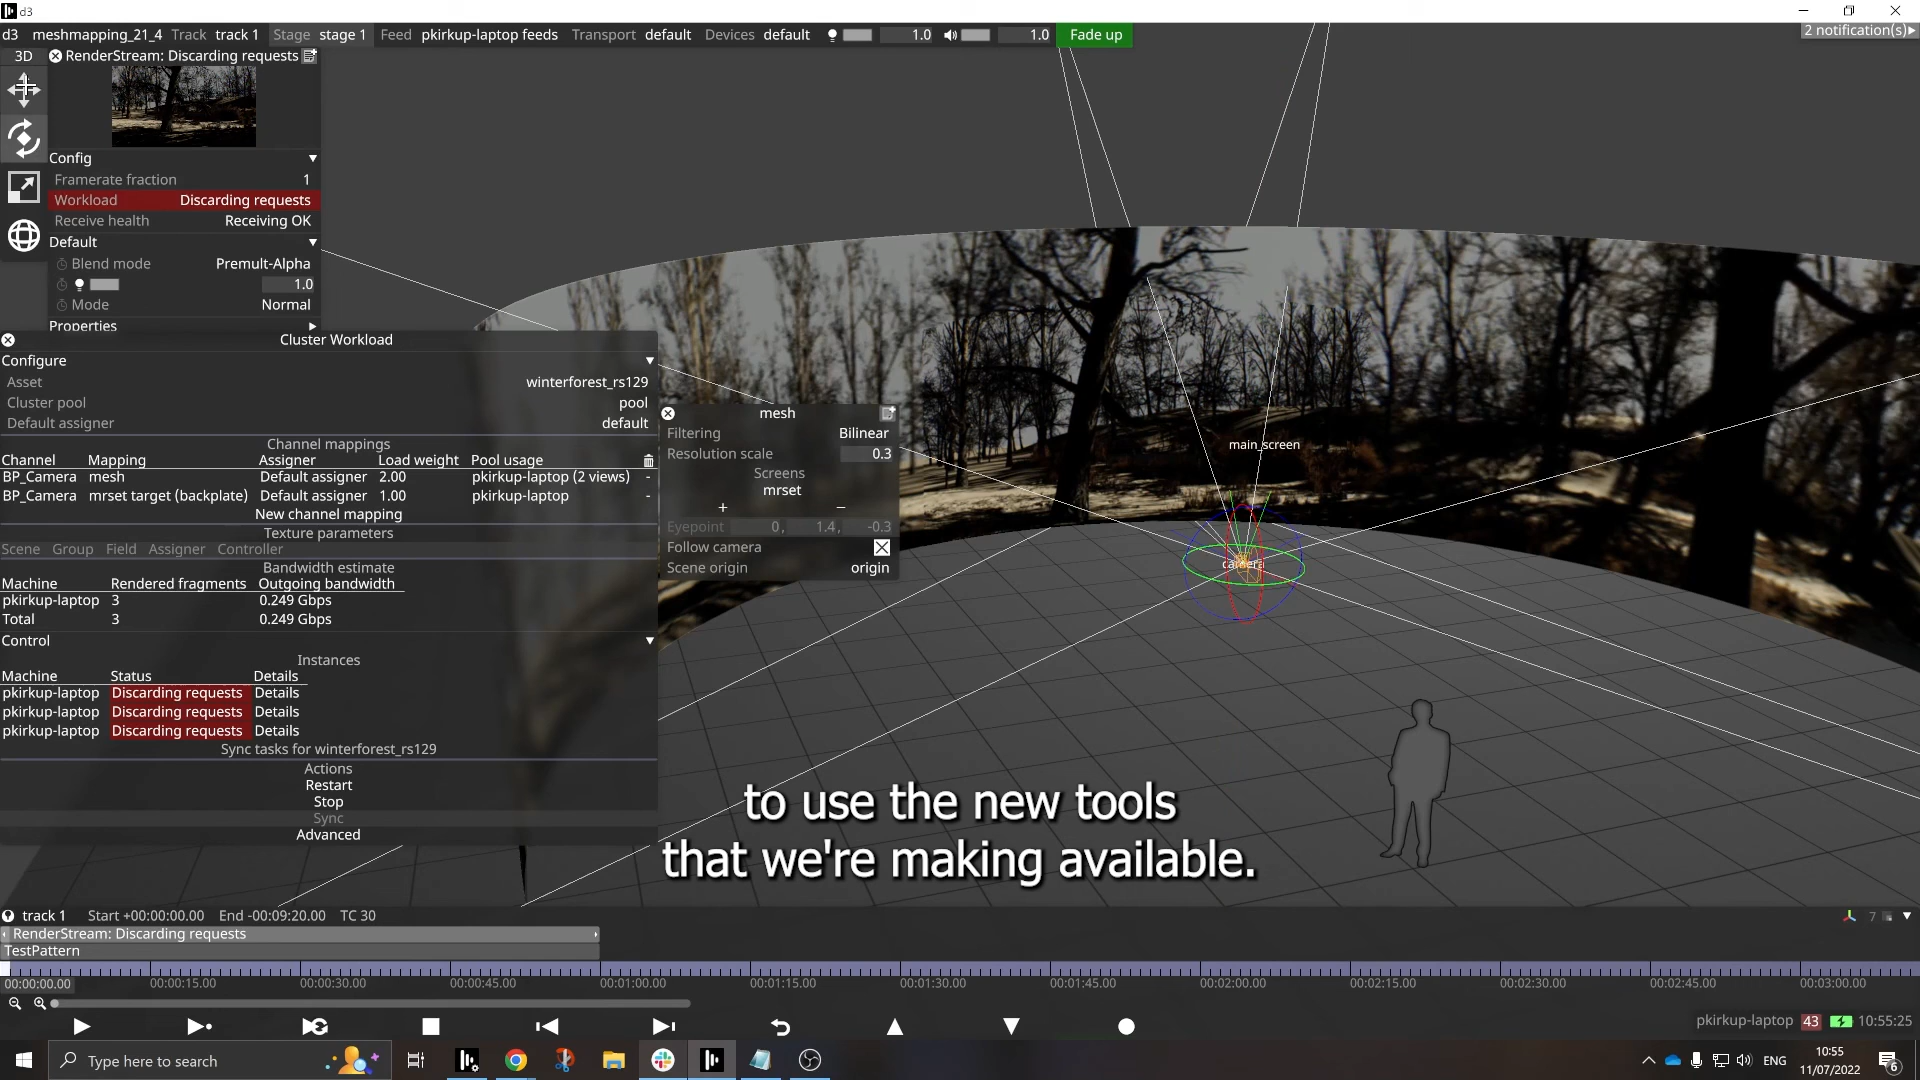 d3
d3 meshmapping_21_4 Track track 1 Stage stage 1 Feed pkirkup-laptop feeds Transport default Devices default 1.0 1.0 Fade up 2 notification(s)
3D RenderStream: Discarding requests
Config
Framerate fraction 1
Workload Discarding requests
Receive health Receiving OK
Default
Blend mode Premult-Alpha
1.0
Mode Normal
Properties
Cluster Workload
Configure
Asset winterforest_rs129
Cluster pool pool
Default assigner default
Channel mappings
Channel Mapping Assigner Load weight Pool usage
BP_Camera mesh Default assigner 2.00 pkirkup-laptop (2 views) -
BP_Camera mrset target (backplate) Default assigner 1.00 pkirkup-laptop -
New channel mapping
Texture parameters
Scene Group Field Assigner Controller
Bandwidth estimate
Machine Rendered fragments Outgoing bandwidth
pkirkup-laptop 3 0.249 Gbps
Total 3 0.249 Gbps
Control
Instances
Machine Status Details
pkirkup-laptop Discarding requests Details
pkirkup-laptop Discarding requests Details
pkirkup-laptop Discarding requests Details
Sync tasks for winterforest_rs129
Actions
Restart
Stop
Sync
Advanced
mesh
Filtering Bilinear
Resolution scale 0.3
Screens
mrset
+ −
Eyepoint 0, 1.4, -0.3
Follow camera
Scene origin origin
main_screen
camera
to use the new tools
that we're making available.
track 1 Start +00:00:00.00 End -00:09:20.00 TC 30 7
RenderStream: Discarding requests
TestPattern
00:00:00.00 00:00:15.00 00:00:30.00 00:00:45.00 00:01:00.00 00:01:15.00 00:01:30.00 00:01:45.00 00:02:00.00 00:02:15.00 00:02:30.00 00:02:45.00 00:03:00.00
pkirkup-laptop 43 10:55:25
Type here to search
ENG
10:55
11/07/2022
6